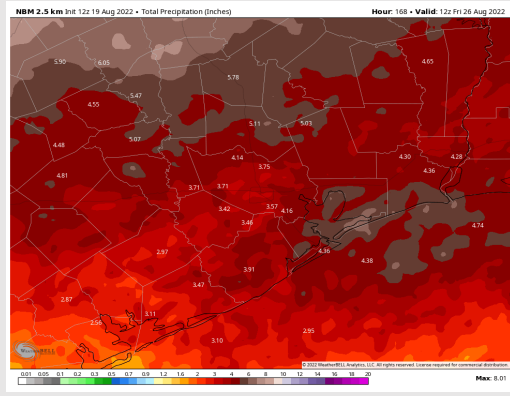 NBM 2.5 km Init 12z 19 Aug 2022 • Total Precipitation (Inches) Hour: 168 • Valid: 12z Fri 26 Aug 2022
5.90 6.05 4.65
5.78
5.47
4.55
5.11 5.03
5.07
4.48
4.14 4.30 4.28
3.75
4.36
4.81
3.71 3.71
3.42 3.57 4.16
3.46
4.74
2.97 4.36
4.38
3.91
3.47
2.87
3.11
2.56
2.95
3.10
WeatherBELL
© 2022 WeatherBELL Analytics, LLC. All rights reserved. License required for commercial distribution.
0.01 0.05 0.1 0.2 0.3 0.5 0.7 0.9 1.2 1.6 2 3 4 6 8 10 12 14 16 18 20
Max: 8.01